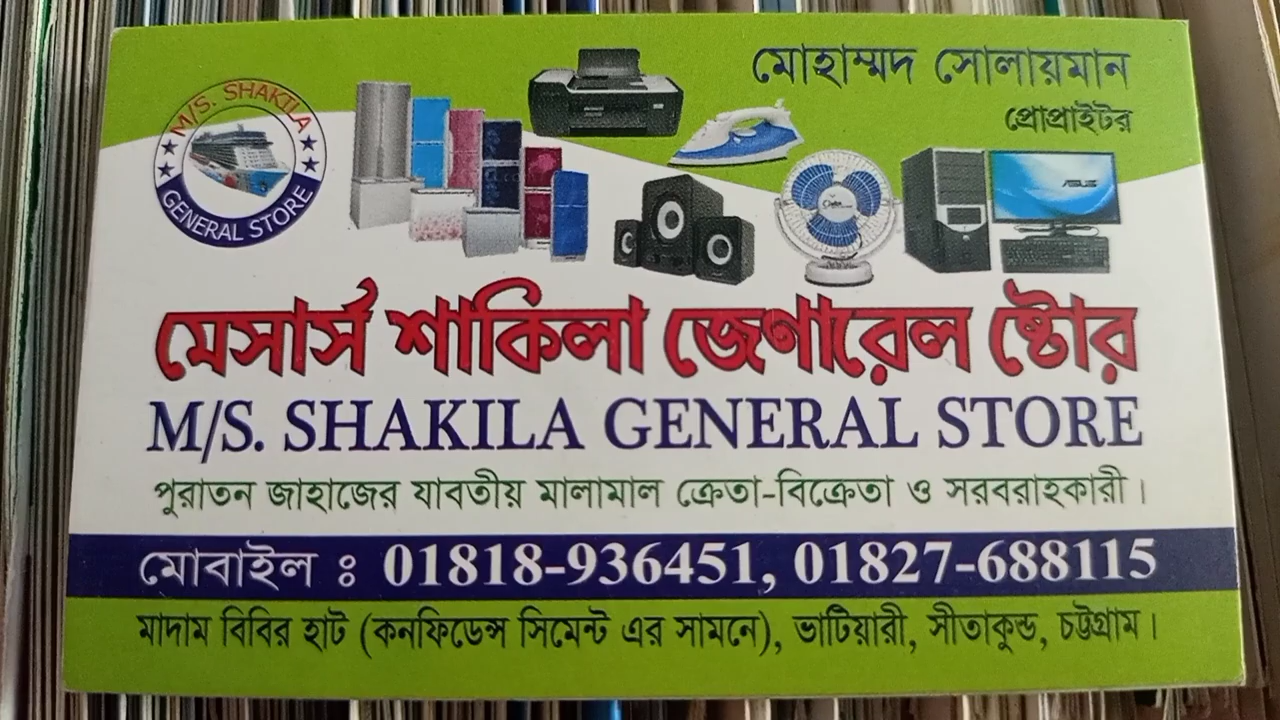 মোহাম্মদ সোলায়মান
প্রোপ্রাইটর
M/S. SHAKILA
GENERAL STORE
ASUS
মেসার্স শাকিলা জেণারেল ষ্টোর
M/S. SHAKILA GENERAL STORE
পুরাতন জাহাজের যাবতীয় মালামাল ক্রেতা-বিক্রেতা ও সরবরাহকারী।
মোবাইল ঃ 01818-936451, 01827-688115
মাদাম বিবির হাট (কনফিডেন্স সিমেন্ট এর সামনে), ভাটিয়ারী, সীতাকুন্ড, চট্টগ্রাম।